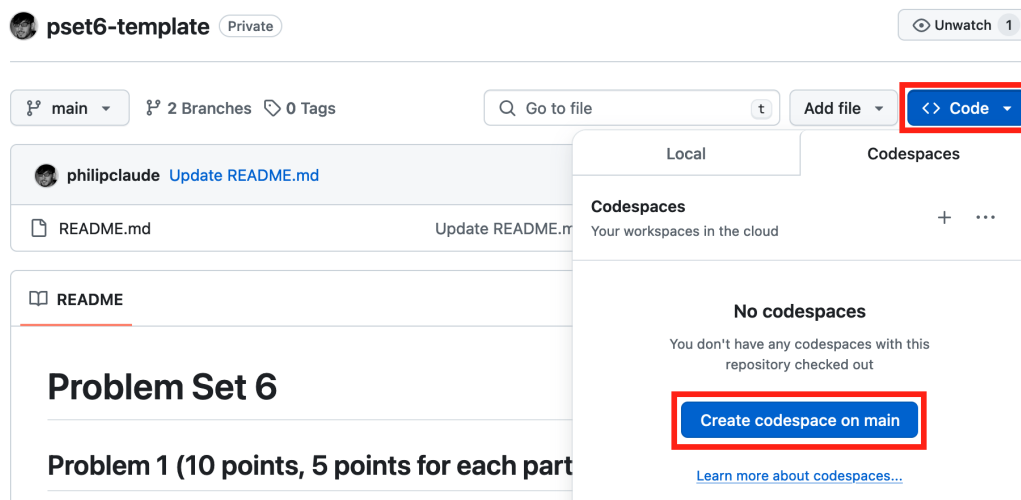 pset6-template Private
Unwatch 1
main 2 Branches 0 Tags
Go to file t
Add file
<> Code
Local Codespaces
philipclaude Update README.md
README.md Update README.m
Codespaces
Your workspaces in the cloud
No codespaces
You don't have any codespaces with this
repository checked out
Create codespace on main
Learn more about codespaces...
README
Problem Set 6
Problem 1 (10 points, 5 points for each part